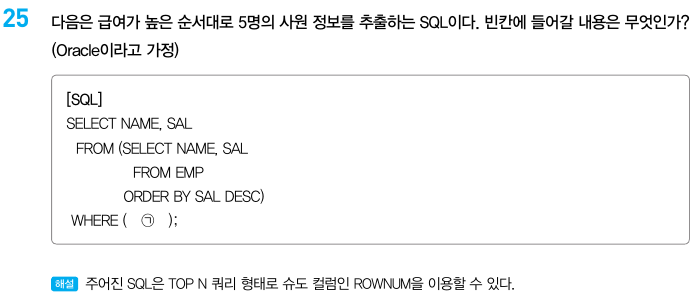 25 다음은 급여가 높은 순서대로 5명의 사원 정보를 추출하는 SQL이다. 빈칸에 들어갈 내용은 무엇인가?
(Oracle이라고 가정)
[SQL]
SELECT NAME, SAL
FROM (SELECT NAME, SAL
FROM EMP
ORDER BY SAL DESC)
WHERE ( ㉠ );
해설 주어진 SQL은 TOP N 쿼리 형태로 슈도 컬럼인 ROWNUM을 이용할 수 있다.